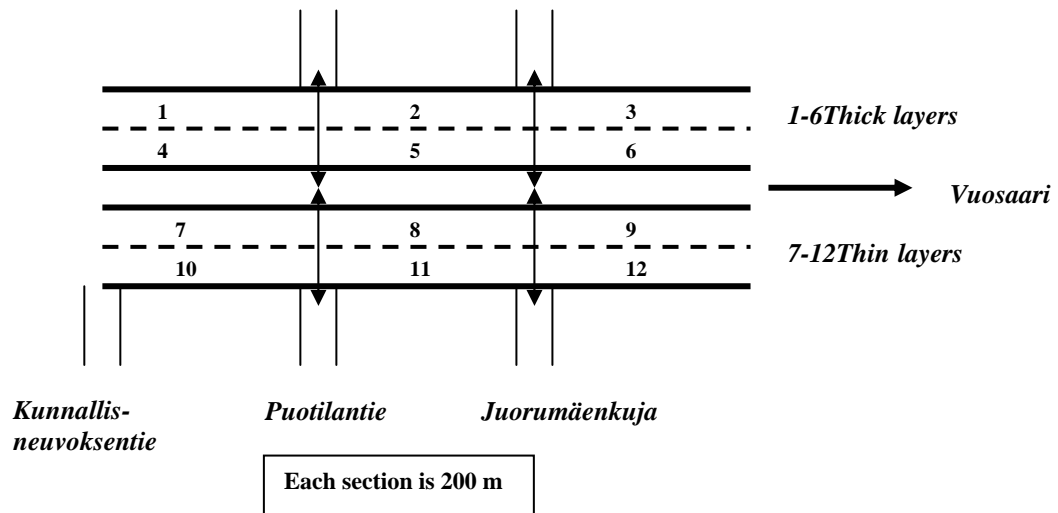 1 2 3
1-6Thick layers
4 5 6
Vuosaari
7 8 9
7-12Thin layers
10 11 12
Kunnallis-
neuvoksentie
Puotilantie
Juorumäenkuja
Each section is 200 m